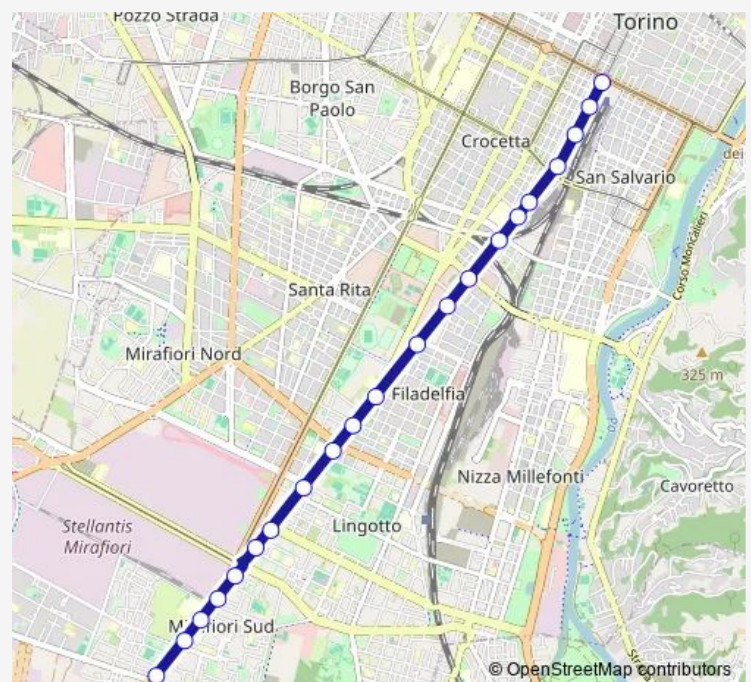 Pozzo Strada
Torino
Borgo San
Paolo
Crocetta
dei
San Salvario
Corso Moncalieri
Santa Rita
Mirafiori Nord
325 m
Filadelfia
Po
Nizza Millefonti
Cavoretto
Stellantis
Mirafiori
Lingotto
Sud
© OpenStreetMap contributors